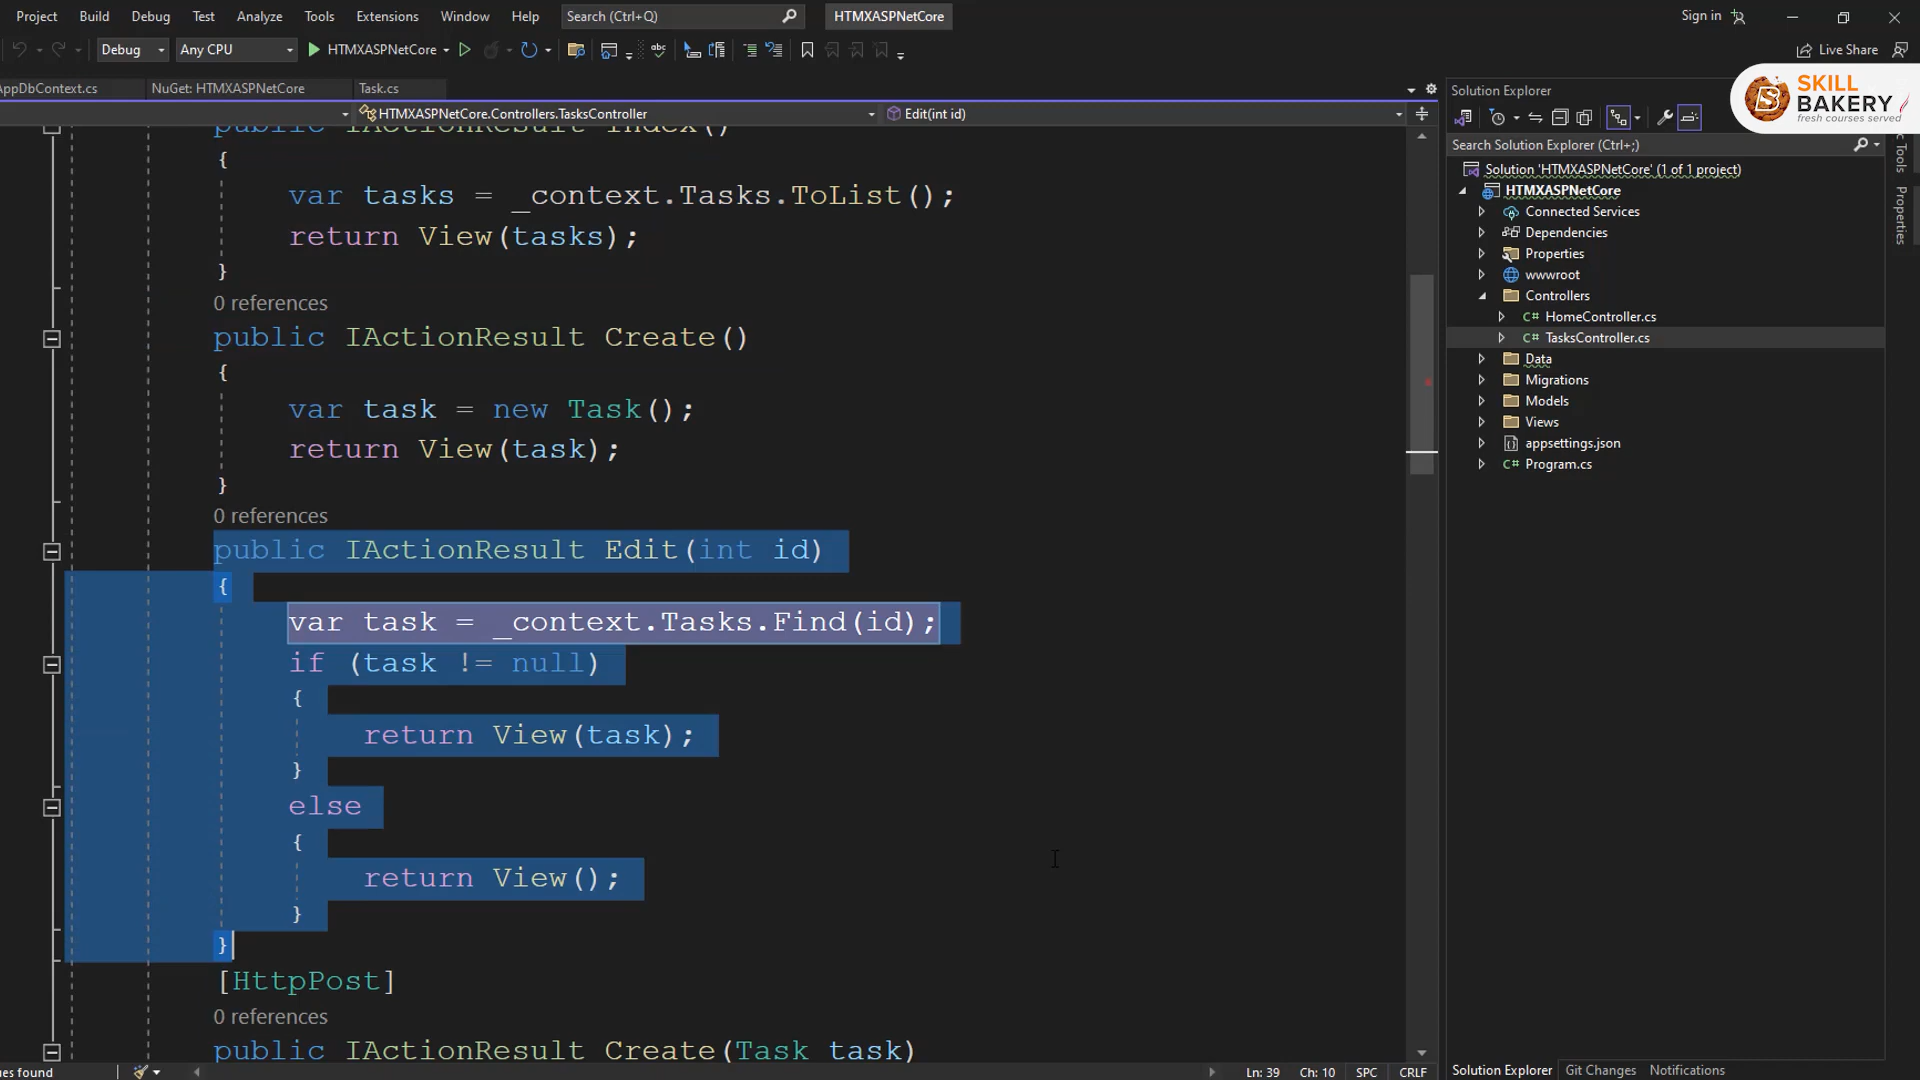 Project Build Debug Test Analyze Tools Extensions Window Help Search (Ctrl+Q) HTMXASPNetCore Sign in
Debug Any CPU HTMXASPNetCore Live Share
AppDbContext.cs NuGet: HTMXASPNetCore Task.cs
HTMXASPNetCore.Controllers.TasksController Edit(int id)
public IActionResult Index()
{
var tasks = _context.Tasks.ToList();
return View(tasks);
}
0 references
public IActionResult Create()
{
var task = new Task();
return View(task);
}
0 references
public IActionResult Edit(int id)
{
var task = _context.Tasks.Find(id);
if (task != null)
{
return View(task);
}
else
{
return View();
}
}
[HttpPost]
0 references
public IActionResult Create(Task task)
es found Ln: 39 Ch: 10 SPC CRLF
Solution Explorer
SKILL
BAKERY
fresh courses served
Search Solution Explorer (Ctrl+;)
Solution 'HTMXASPNetCore' (1 of 1 project)
HTMXASPNetCore
Connected Services
Dependencies
Properties
wwwroot
Controllers
C# HomeController.cs
C# TasksController.cs
Data
Migrations
Models
Views
appsettings.json
C# Program.cs
Solution Explorer Git Changes Notifications
c Tools
Properties